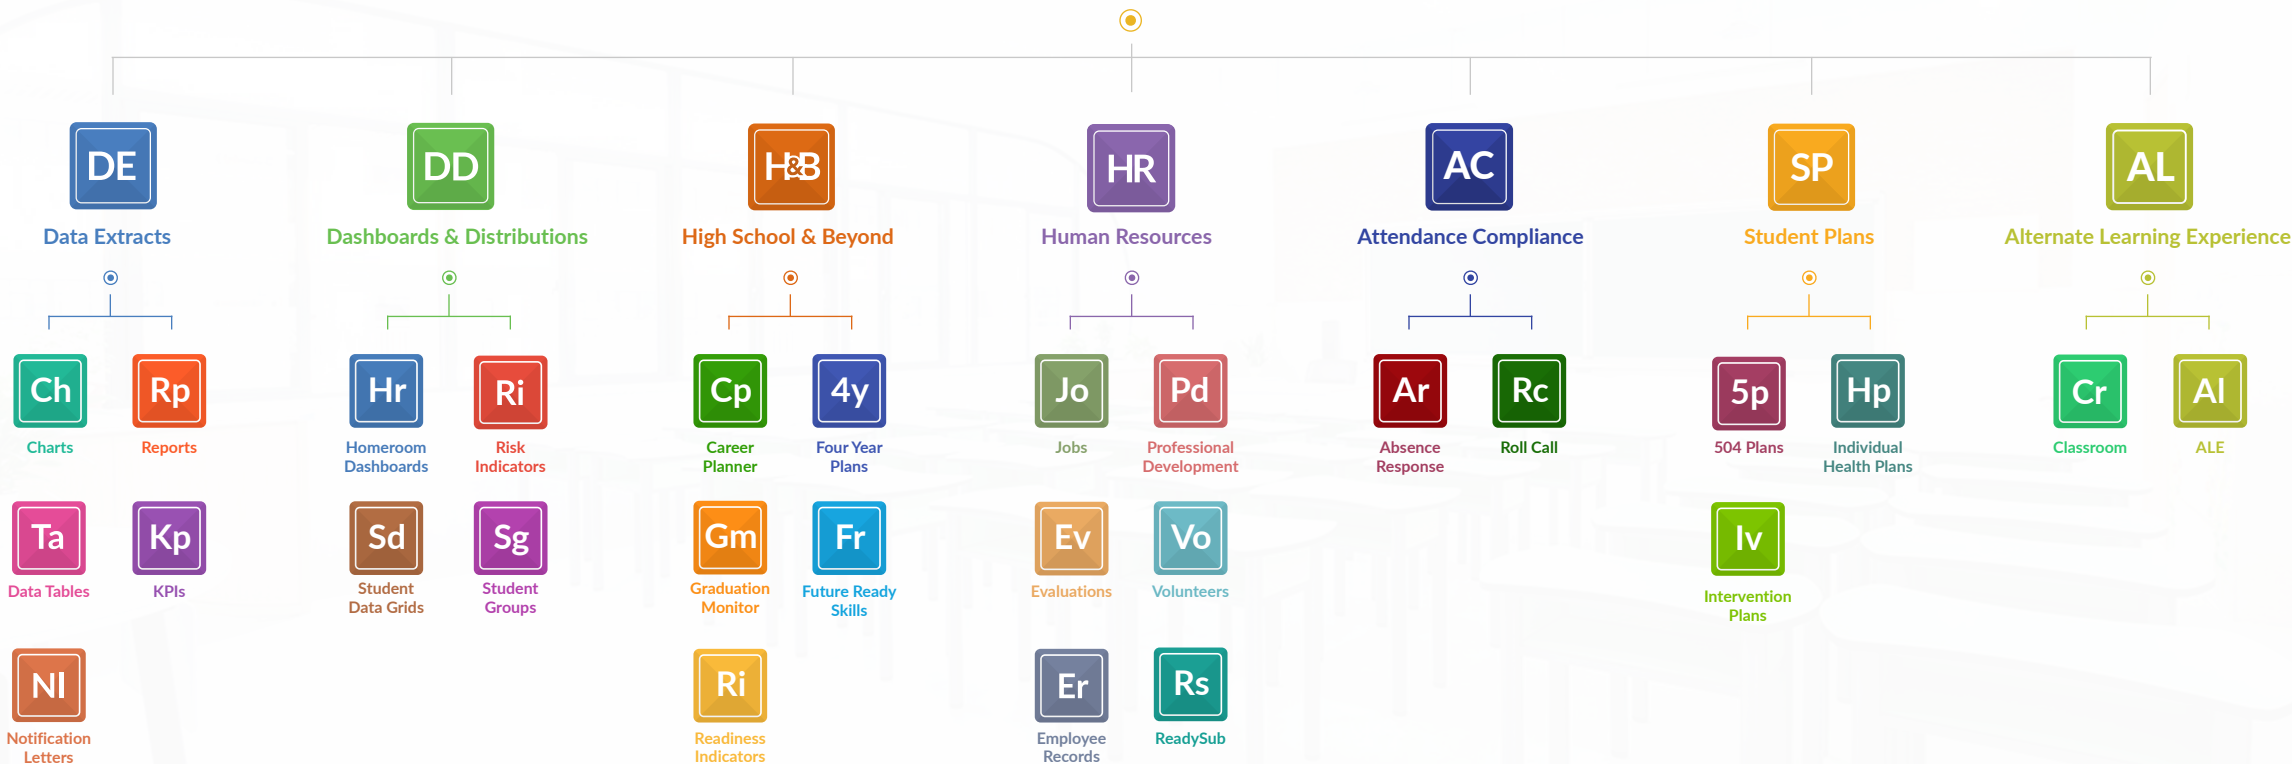 DE
Data Extracts
DD
Dashboards & Distributions
H&B
High School & Beyond
HR
Human Resources
AC
Attendance Compliance
SP
Student Plans
AL
Alternate Learning Experience
Ch
Charts
Rp
Reports
Ta
Data Tables
Kp
KPIs
Nl
Notification
Letters
Hr
Homeroom
Dashboards
Ri
Risk
Indicators
Sd
Student
Data Grids
Sg
Student
Groups
Cp
Career
Planner
4y
Four Year
Plans
Gm
Graduation
Monitor
Fr
Future Ready
Skills
Ri
Readiness
Indicators
Jo
Jobs
Pd
Professional
Development
Ev
Evaluations
Vo
Volunteers
Er
Employee
Records
Rs
ReadySub
Ar
Absence
Response
Rc
Roll Call
5p
504 Plans
Hp
Individual
Health Plans
Iv
Intervention
Plans
Cr
Classroom
Al
ALE